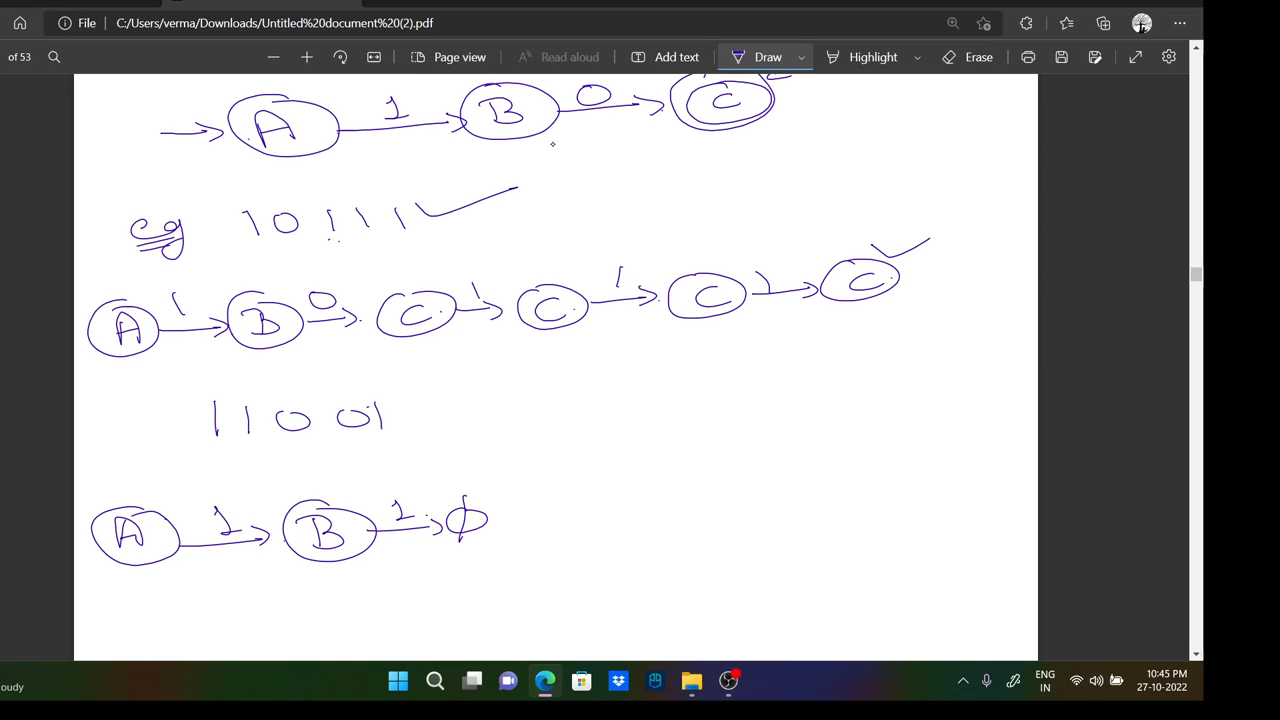 File C:/Users/verma/Downloads/Untitled%20document%20(2).pdf
of 53 Page view Read aloud Add text Draw Highlight Erase
A 1 B 0 C
eg 10111
A 1 B 0 C 1 C 1 C 1 C
11001
A 1 B 1 φ
oudy
ENG
IN
10:45 PM
27-10-2022